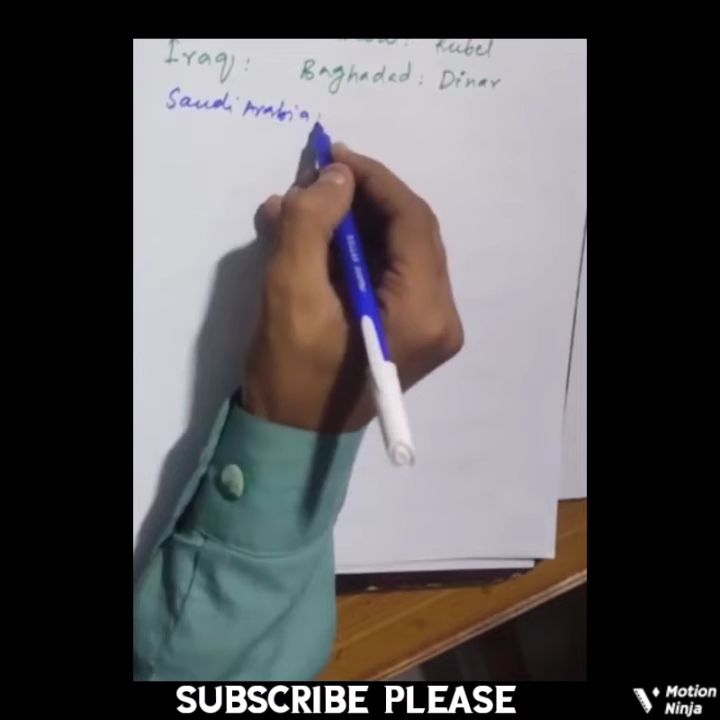 : Rubel
Iraq: Baghadad: Dinar
Saudi Arabia:
SUBSCRIBE PLEASE
Motion
Ninja